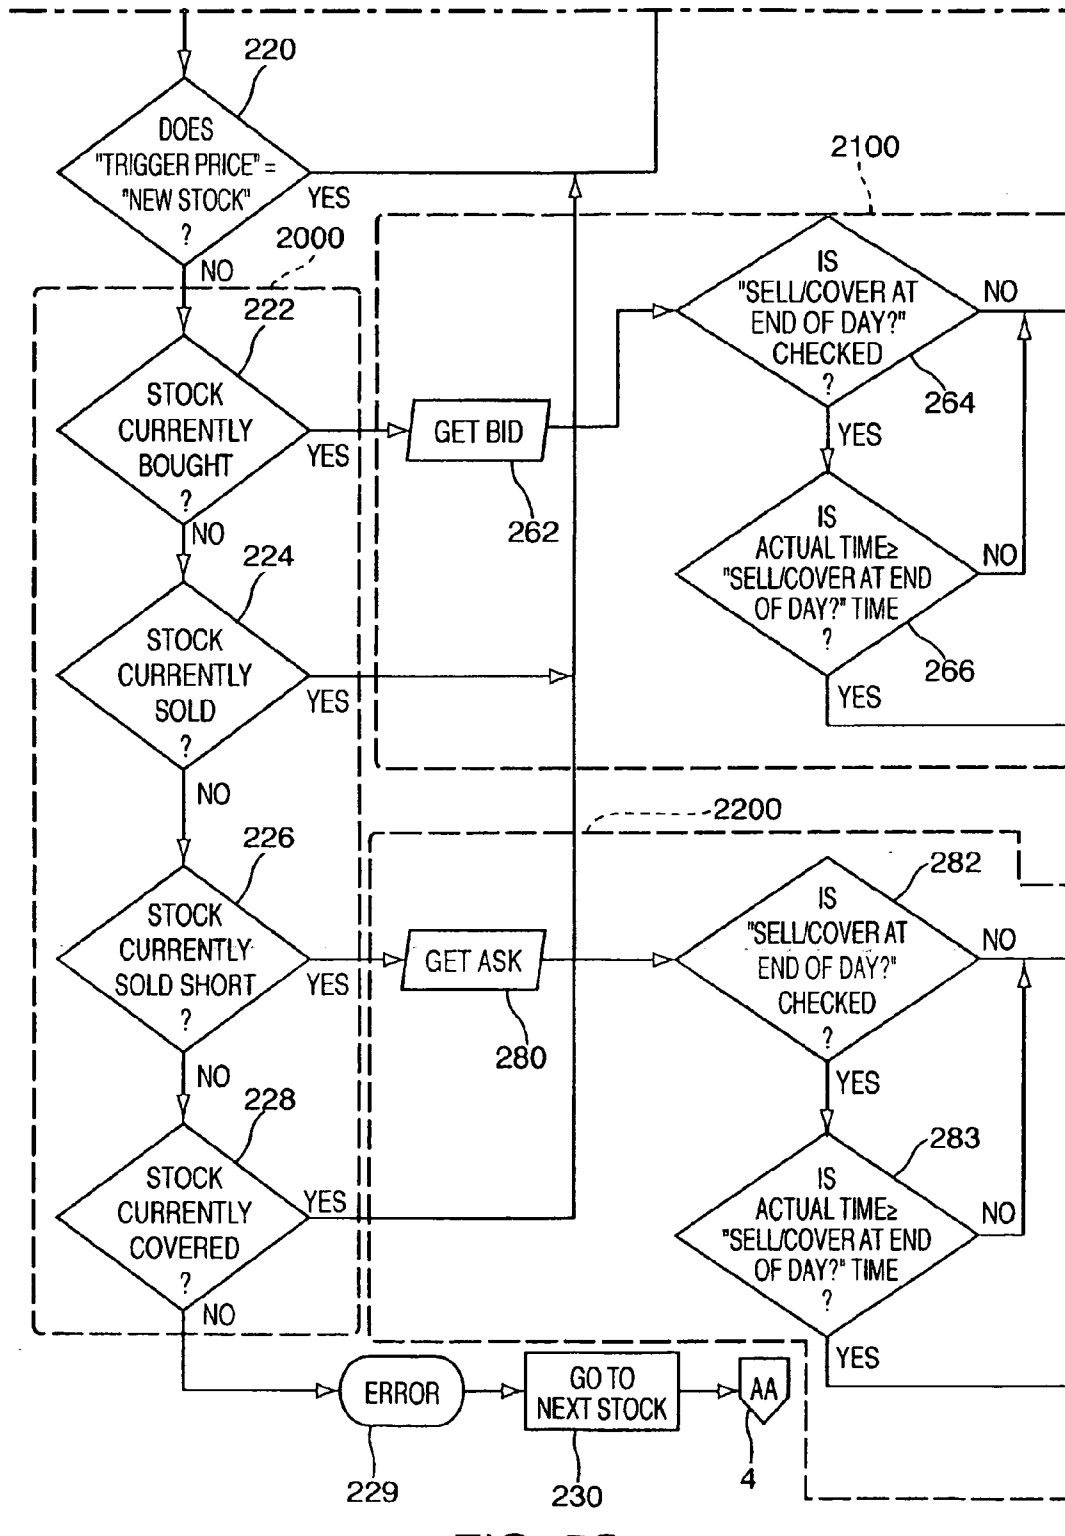 220
DOES
"TRIGGER PRICE" =
"NEW STOCK"
?
YES
NO
2000
222
STOCK
CURRENTLY
BOUGHT
?
YES
NO
224
STOCK
CURRENTLY
SOLD
?
YES
NO
226
STOCK
CURRENTLY
SOLD SHORT
?
YES
NO
228
STOCK
CURRENTLY
COVERED
?
YES
NO
2100
GET BID
262
IS
"SELL/COVER AT
END OF DAY?"
CHECKED
?
NO
264
YES
IS
ACTUAL TIME≥
"SELL/COVER AT END
OF DAY?" TIME
?
NO
266
YES
2200
GET ASK
280
282
IS
"SELL/COVER AT
END OF DAY?"
CHECKED
?
NO
YES
283
IS
ACTUAL TIME≥
"SELL/COVER AT END
OF DAY?" TIME
?
NO
YES
ERROR
229
GO TO
NEXT STOCK
230
AA
4